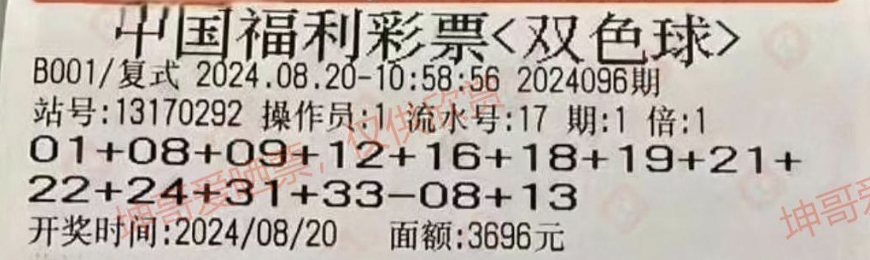 中国福利彩票<双色球>
B001/复式 2024.08.20-10:58:56 2024096期
站号:13170292 操作员:1 流水号:17 期:1 倍:1
01+08+09+12+16+18+19+21+
22+24+31+33-08+13
开奖时间:2024/08/20 面额:3696元
坤哥爱晒票,仅供欣赏
坤哥爱